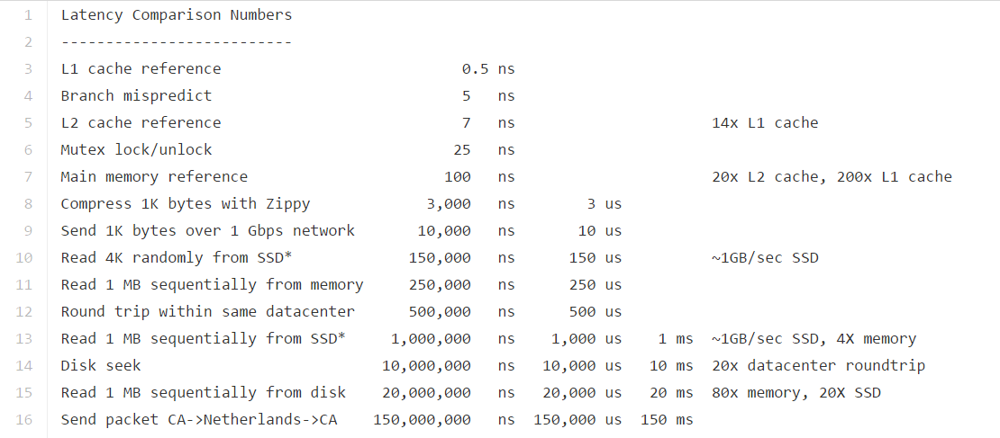 1 Latency Comparison Numbers
2 --------------------------
3 L1 cache reference 0.5 ns
4 Branch mispredict 5 ns
5 L2 cache reference 7 ns 14x L1 cache
6 Mutex lock/unlock 25 ns
7 Main memory reference 100 ns 20x L2 cache, 200x L1 cache
8 Compress 1K bytes with Zippy 3,000 ns 3 us
9 Send 1K bytes over 1 Gbps network 10,000 ns 10 us
10 Read 4K randomly from SSD* 150,000 ns 150 us ~1GB/sec SSD
11 Read 1 MB sequentially from memory 250,000 ns 250 us
12 Round trip within same datacenter 500,000 ns 500 us
13 Read 1 MB sequentially from SSD* 1,000,000 ns 1,000 us 1 ms ~1GB/sec SSD, 4X memory
14 Disk seek 10,000,000 ns 10,000 us 10 ms 20x datacenter roundtrip
15 Read 1 MB sequentially from disk 20,000,000 ns 20,000 us 20 ms 80x memory, 20X SSD
16 Send packet CA->Netherlands->CA 150,000,000 ns 150,000 us 150 ms